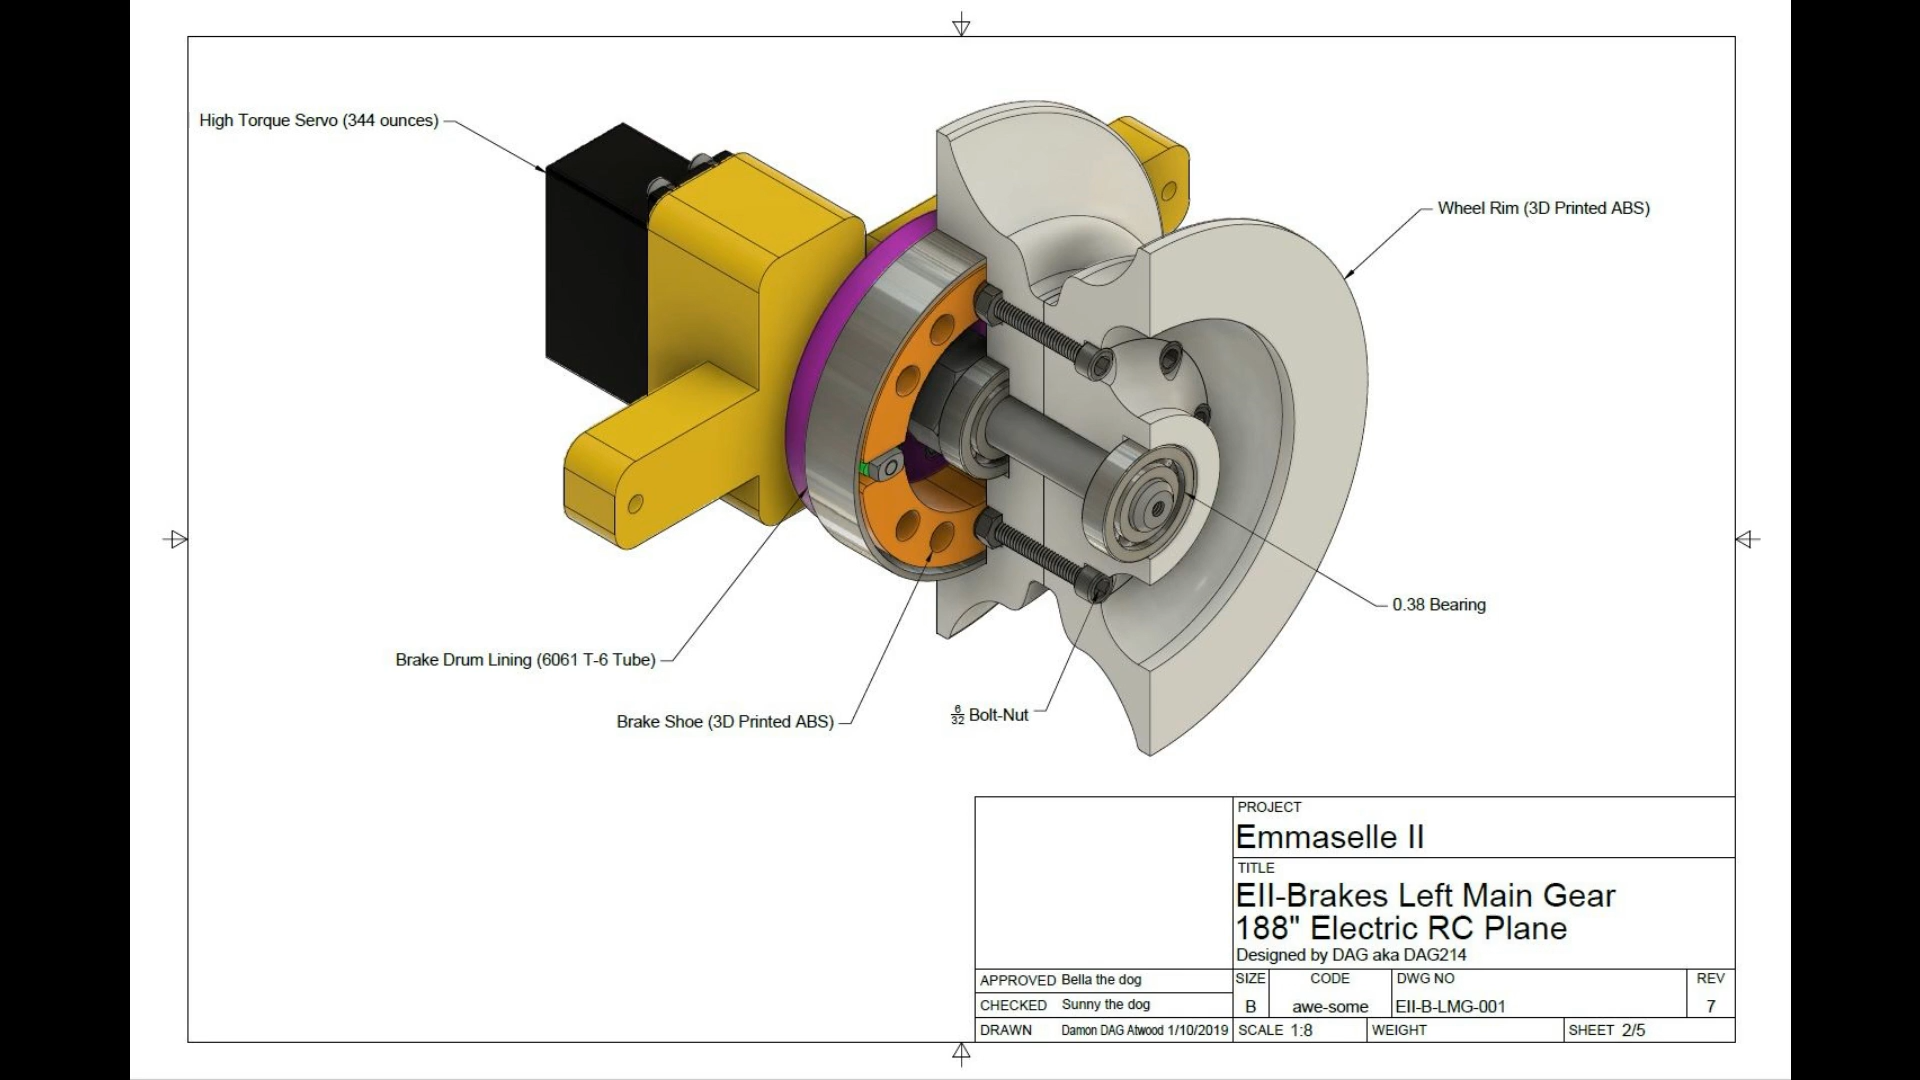 High Torque Servo (344 ounces)
Wheel Rim (3D Printed ABS)
0.38 Bearing
Brake Drum Lining (6061 T-6 Tube)
Brake Shoe (3D Printed ABS)
6/32 Bolt-Nut
PROJECT
Emmaselle II
TITLE
EII-Brakes Left Main Gear
188" Electric RC Plane
Designed by DAG aka DAG214
APPROVED Bella the dog
SIZE CODE DWG NO REV
CHECKED Sunny the dog
B awe-some EII-B-LMG-001 7
DRAWN Damon DAG Atwood 1/10/2019
SCALE 1:8 WEIGHT SHEET 2/5